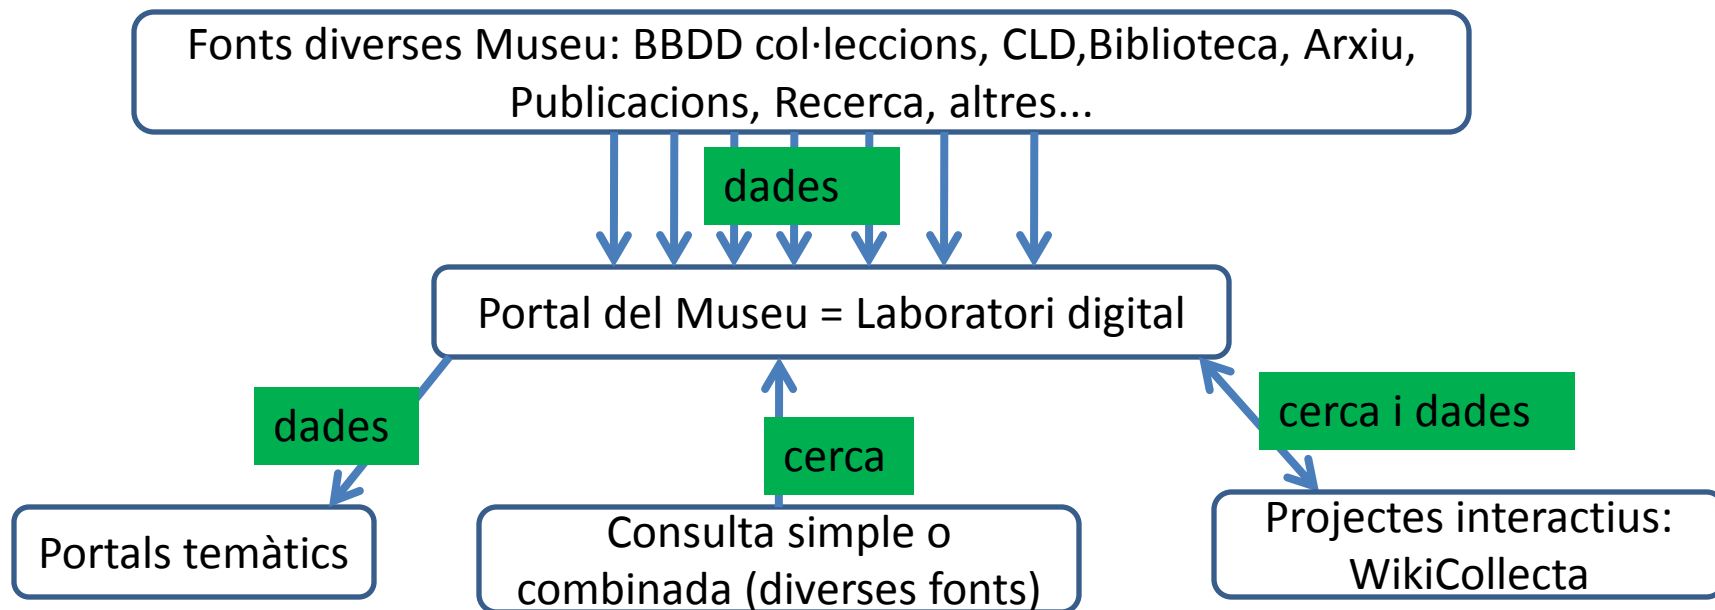 Fonts diverses Museu: BBDD col·leccions, CLD,Biblioteca, Arxiu,
Publicacions, Recerca, altres...
dades
Portal del Museu = Laboratori digital
dades
cerca
cerca i dades
Portals temàtics
Consulta simple o
combinada (diverses fonts)
Projectes interactius:
WikiCollecta